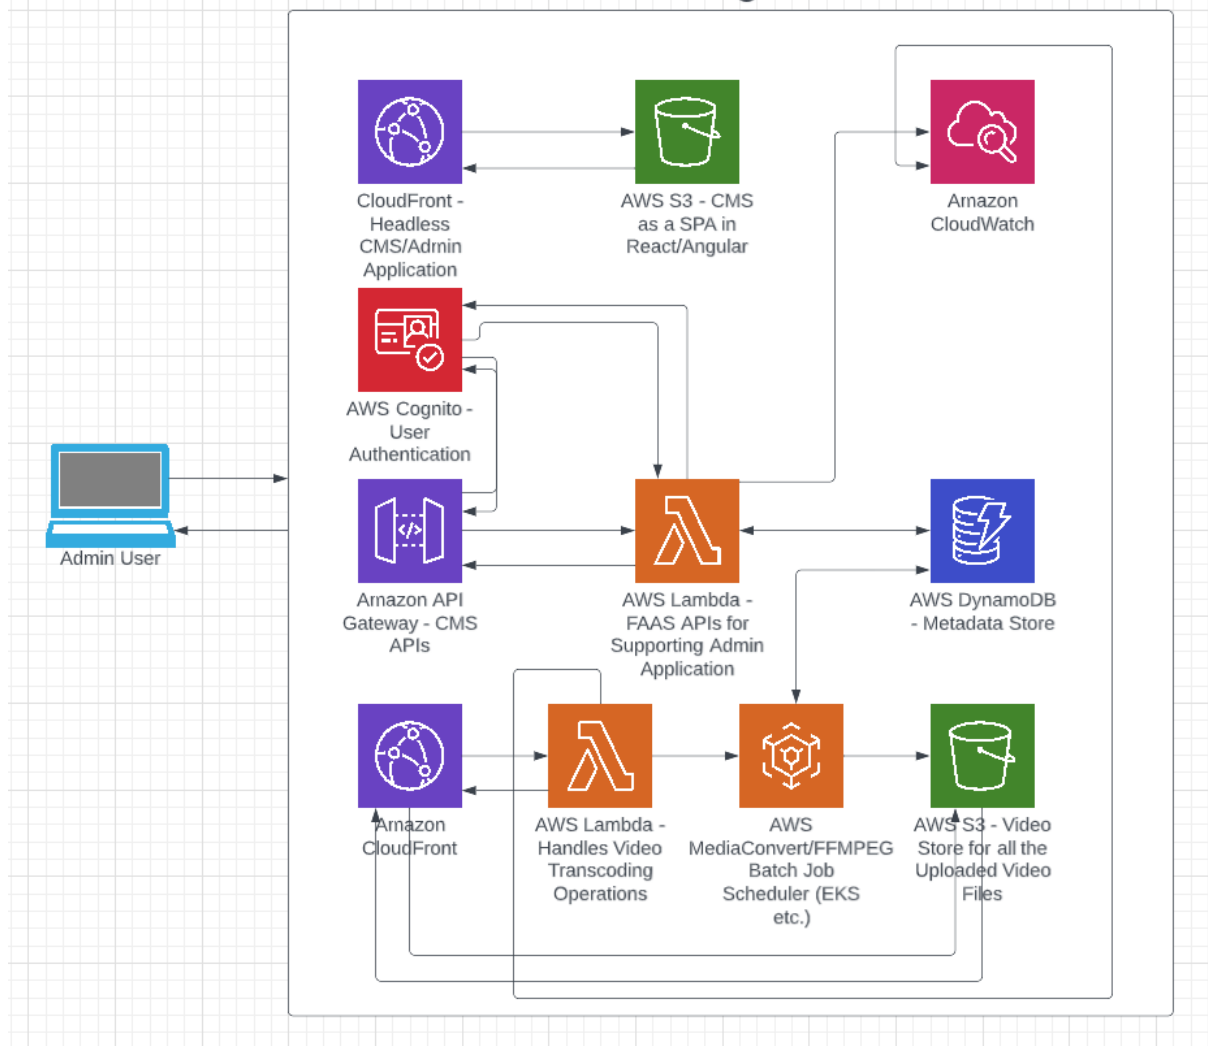 CloudFront -
Headless
CMS/Admin
Application
AWS S3 - CMS
as a SPA in
React/Angular
Amazon
CloudWatch
AWS Cognito -
User
Authentication
Admin User
</>
Amazon API
Gateway - CMS
APIs
AWS Lambda -
FAAS APIs for
Supporting Admin
Application
AWS DynamoDB
- Metadata Store
Amazon
CloudFront
AWS Lambda -
Handles Video
Transcoding
Operations
AWS
MediaConvert/FFMPEG
Batch Job
Scheduler (EKS
etc.)
AWS S3 - Video
Store for all the
Uploaded Video
Files